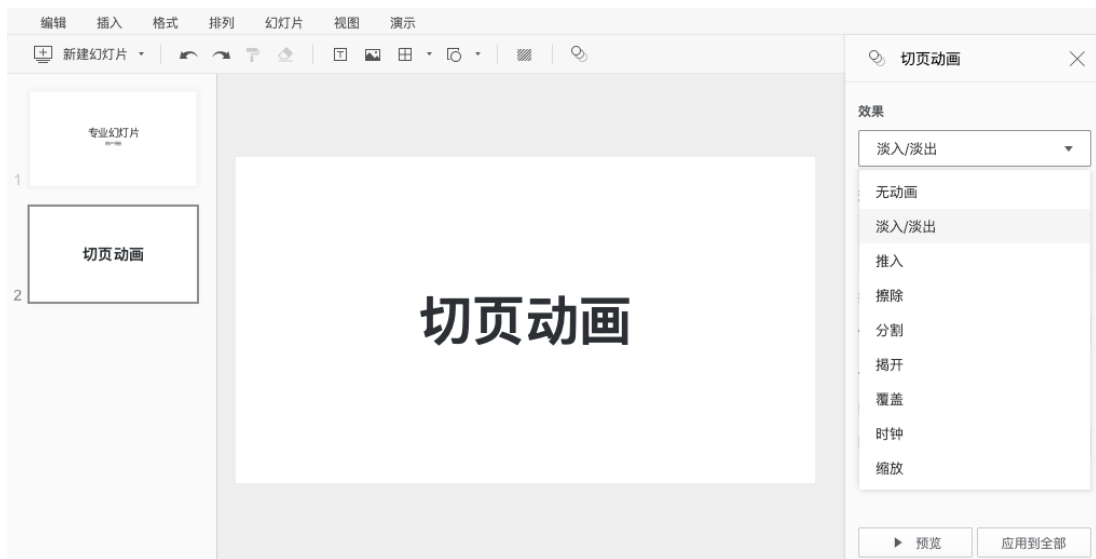 编辑 插入 格式 排列 幻灯片 视图 演示
新建幻灯片
切页动画
效果
淡入/淡出
无动画
淡入/淡出
推入
擦除
分割
揭开
覆盖
时钟
缩放
预览 应用到全部
专业幻灯片
1
切页动画
2
切页动画